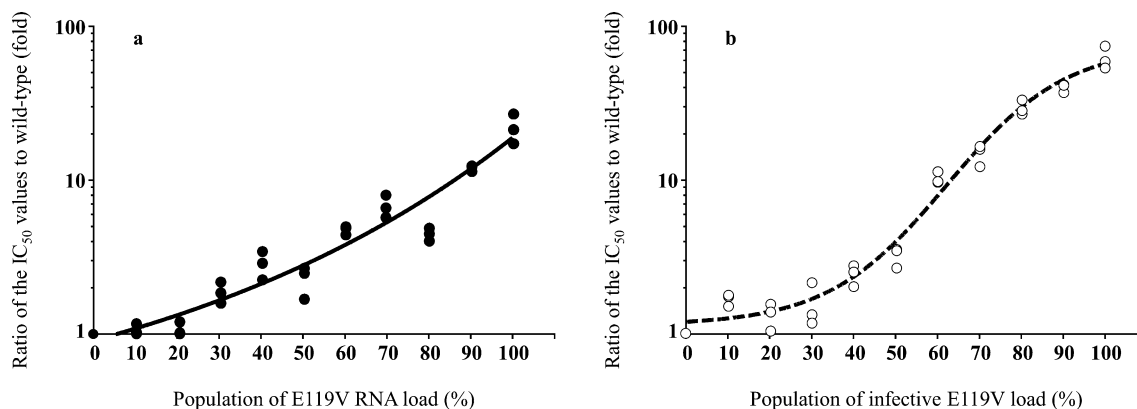 a
Ratio of the IC50 values to wild-type (fold)
100
10
1
0 10 20 30 40 50 60 70 80 90 100
Population of E119V RNA load (%)
b
Ratio of the IC50 values to wild-type (fold)
100
10
1
0 10 20 30 40 50 60 70 80 90 100
Population of infective E119V load (%)